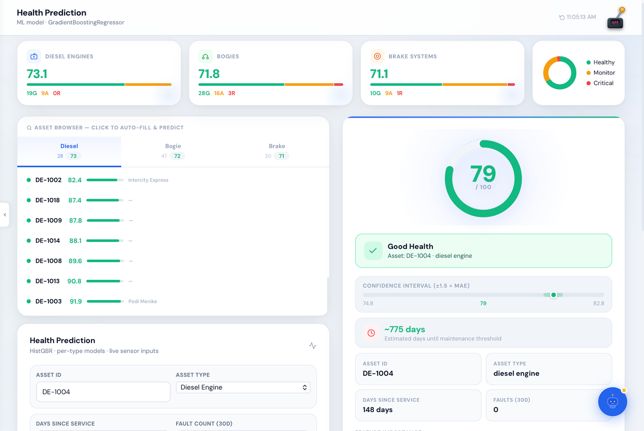 Health Prediction
ML model · GradientBoostingRegressor
11:05:13 AM
DIESEL ENGINES
73.1
19G 9A 0R
BOGIES
71.8
28G 16A 3R
BRAKE SYSTEMS
71.1
10G 9A 1R
Healthy
Monitor
Critical
ASSET BROWSER — CLICK TO AUTO-FILL & PREDICT
Diesel
28 73
Bogie
47 72
Brake
20 71
DE-1002 82.4 Intercity Express
DE-1018 87.4 —
DE-1009 87.8 —
DE-1014 88.1 —
DE-1008 89.6 —
DE-1013 90.8 —
DE-1003 91.9 Podi Menike
Health Prediction
HistGBR · per-type models · live sensor inputs
ASSET ID
DE-1004
ASSET TYPE
Diesel Engine
DAYS SINCE SERVICE
FAULT COUNT (30D)
79
/ 100
Good Health
Asset: DE-1004 · diesel engine
CONFIDENCE INTERVAL (±1.5 × MAE)
74.8 79 82.8
~775 days
Estimated days until maintenance threshold
ASSET ID
DE-1004
ASSET TYPE
diesel engine
DAYS SINCE SERVICE
148 days
FAULTS (30D)
0